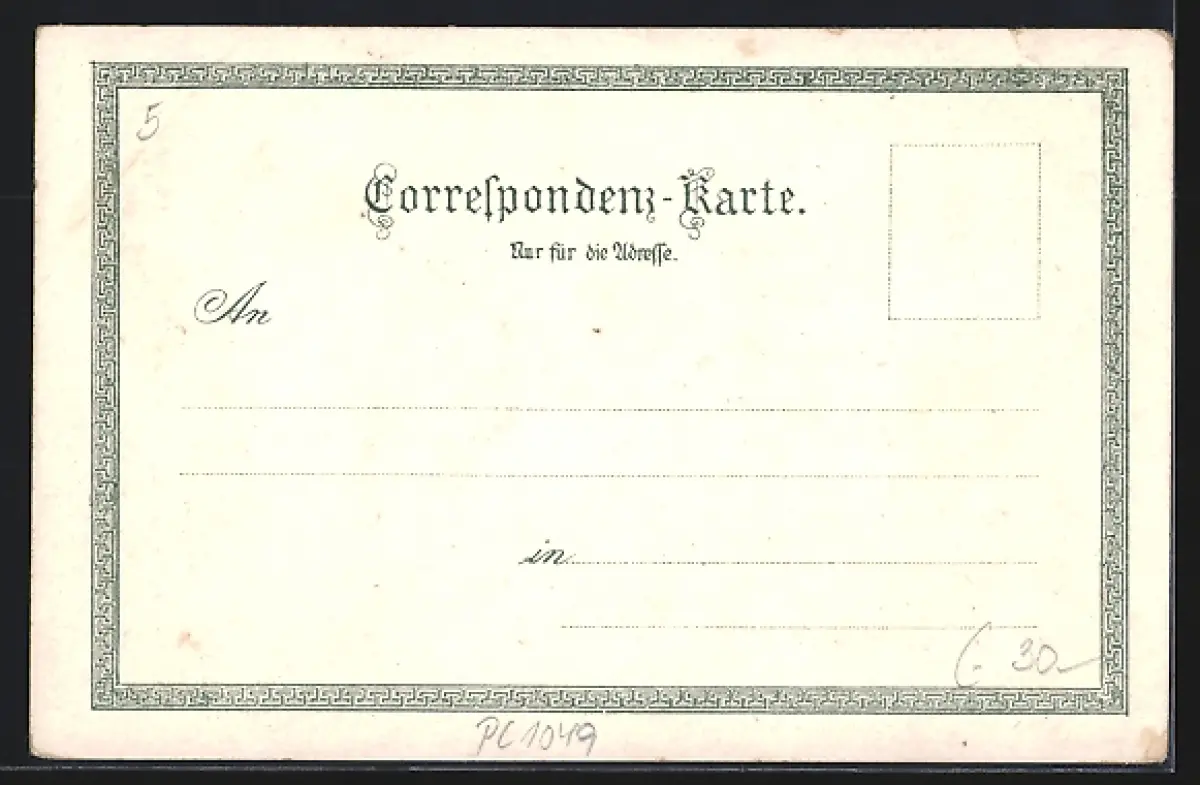 5
Correſpondenz-Karte.
Nur für die Adreſſe.
An
in
(- 30-
PC1049